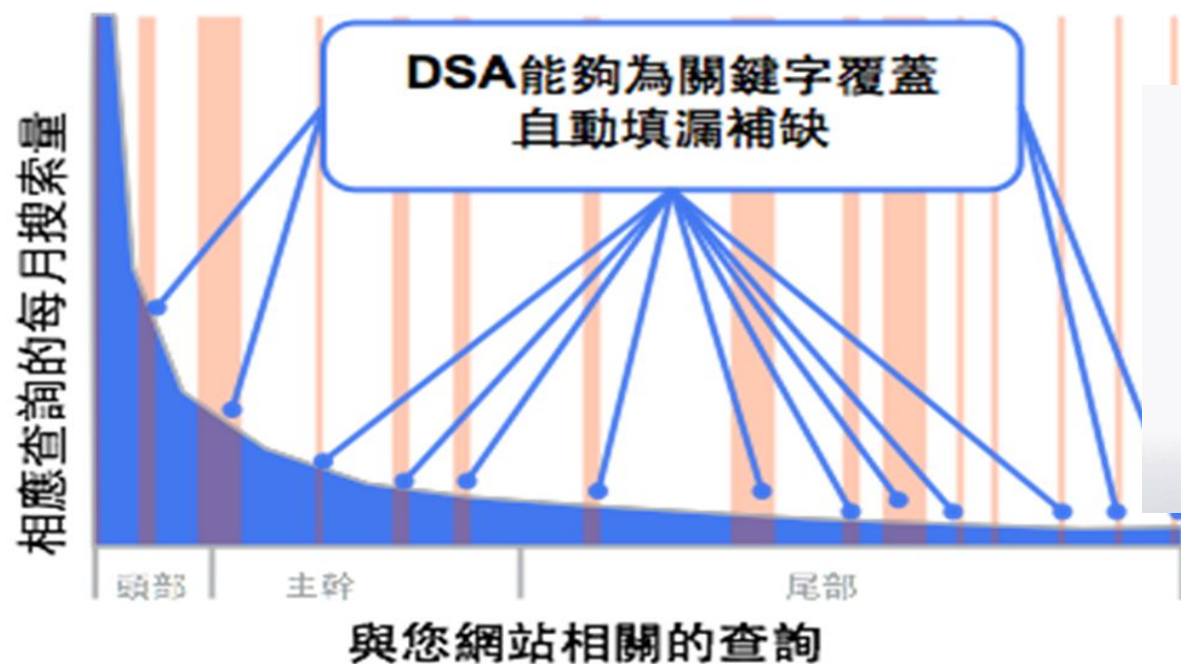 DSA能夠為關鍵字覆蓋
自動填漏補缺
相應查詢的每月搜索量
頭部
主幹
尾部
與您網站相關的查詢